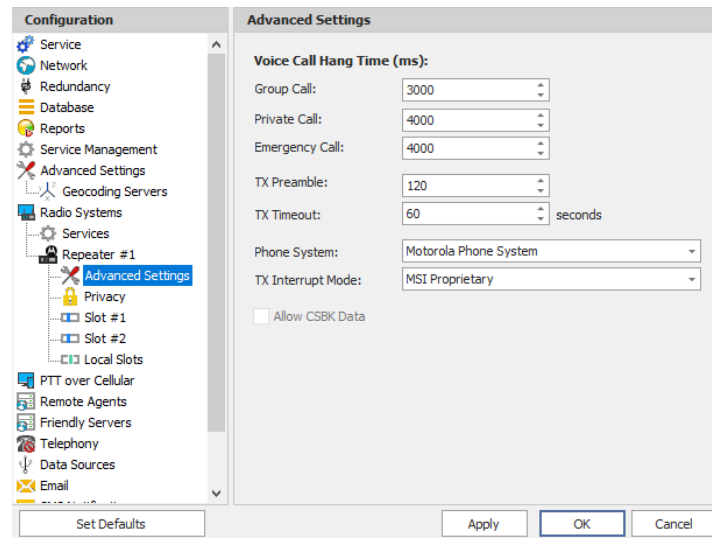 Configuration
Service
Network
Redundancy
Database
Reports
Service Management
Advanced Settings
Geocoding Servers
Radio Systems
Services
Repeater #1
Advanced Settings
Privacy
Slot #1
Slot #2
Local Slots
PTT over Cellular
Remote Agents
Friendly Servers
Telephony
Data Sources
Email
Set Defaults
Advanced Settings
Voice Call Hang Time (ms):
Group Call: 3000
Private Call: 4000
Emergency Call: 4000
TX Preamble: 120
TX Timeout: 60 seconds
Phone System: Motorola Phone System
TX Interrupt Mode: MSI Proprietary
Allow CSBK Data
Apply OK Cancel